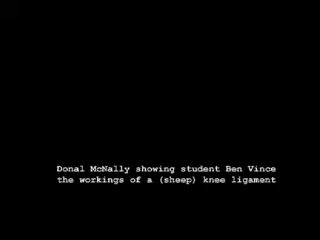 Donal McNally showing student Ben Vince
the workings of a (sheep) knee ligament